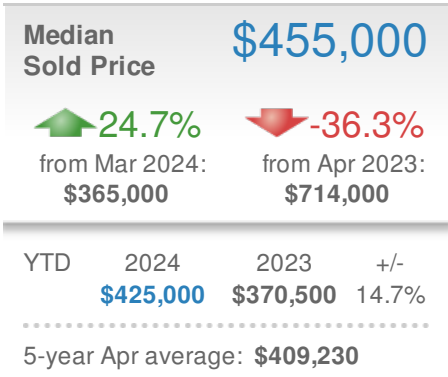 Median $455,000
Sold Price
24.7% -36.3%
from Mar 2024: from Apr 2023:
$365,000 $714,000
YTD 2024 2023 +/-
$425,000 $370,500 14.7%
5-year Apr average: $409,230